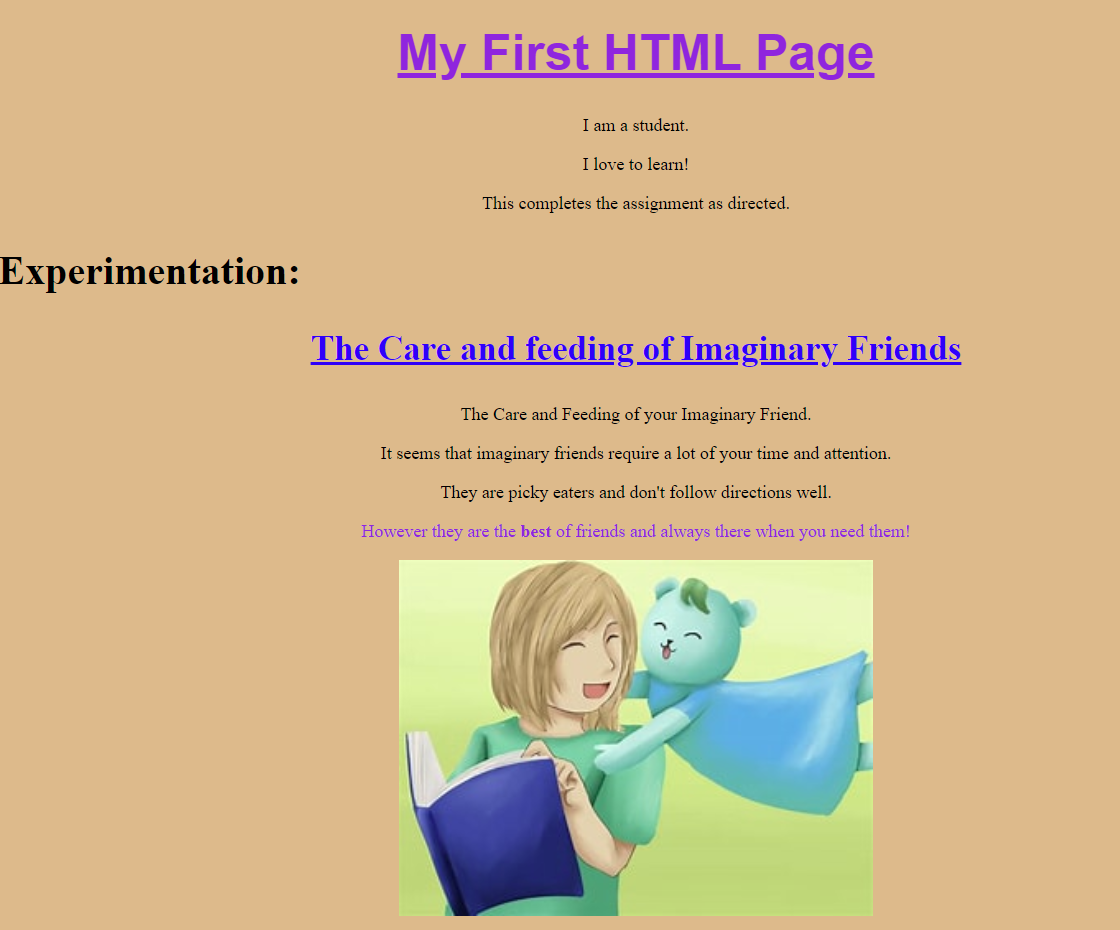 My First HTML Page
I am a student.
I love to learn!
This completes the assignment as directed.
Experimentation:
The Care and feeding of Imaginary Friends
The Care and Feeding of your Imaginary Friend.
It seems that imaginary friends require a lot of your time and attention.
They are picky eaters and don't follow directions well.
However they are the best of friends and always there when you need them!